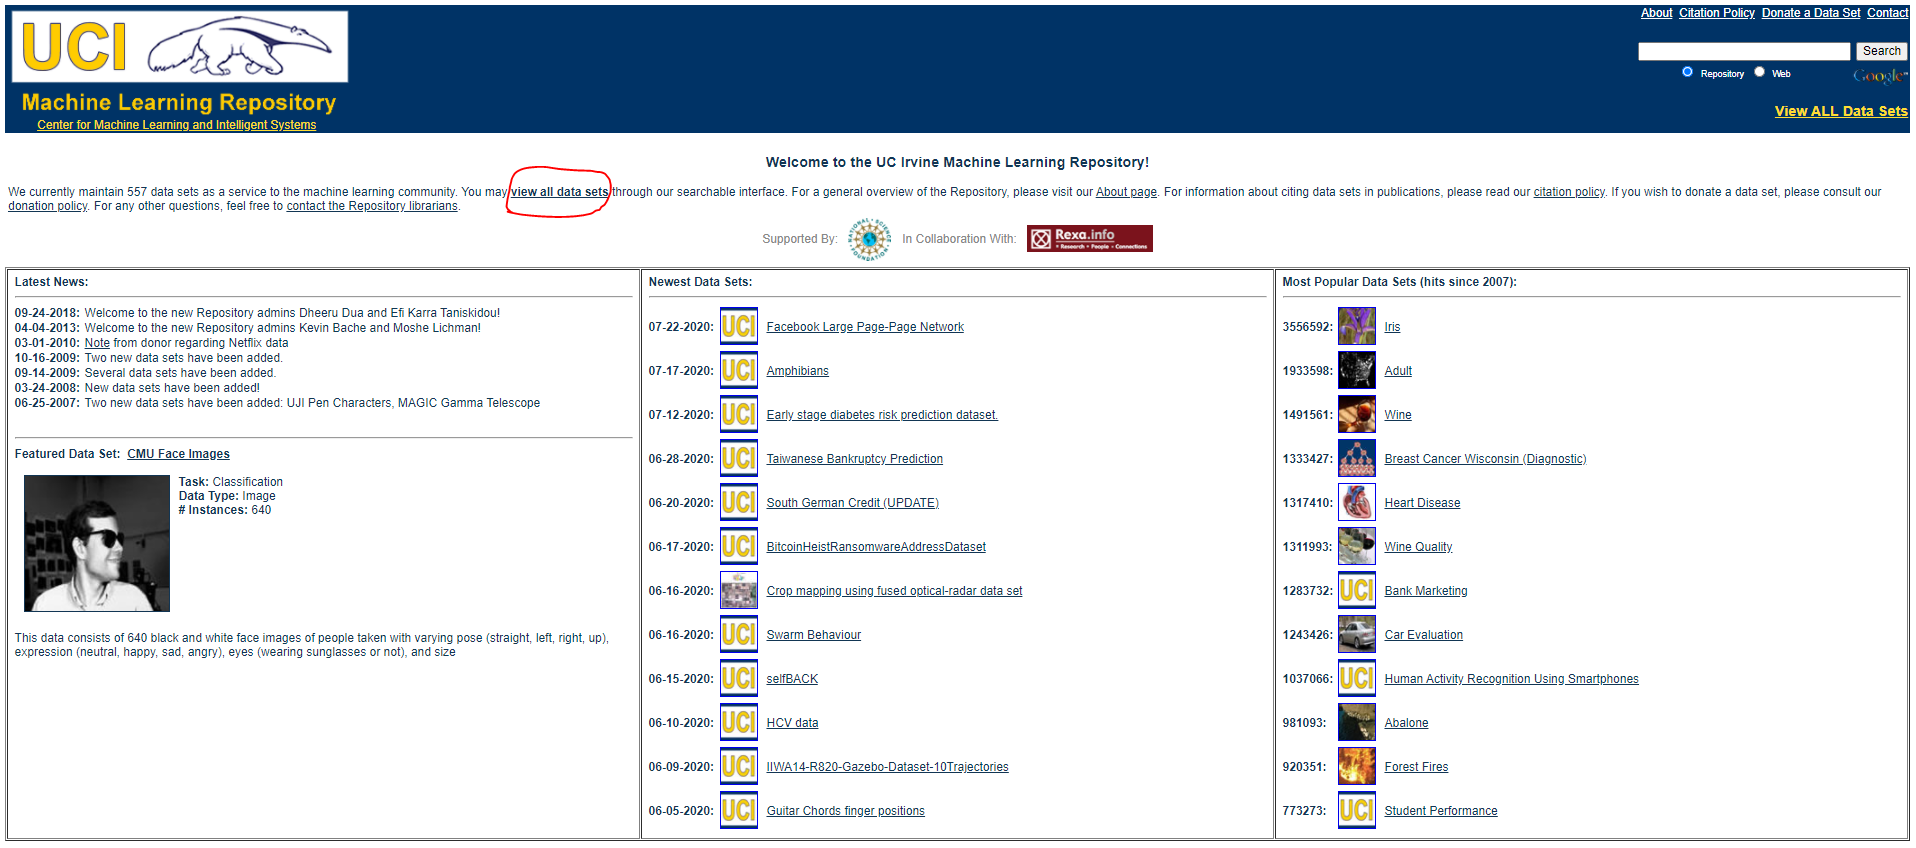 UCI
Machine Learning Repository
Center for Machine Learning and Intelligent Systems
About Citation Policy Donate a Data Set Contact
Search
Repository Web
Google™
View ALL Data Sets
Welcome to the UC Irvine Machine Learning Repository!
We currently maintain 557 data sets as a service to the machine learning community. You may view all data sets through our searchable interface. For a general overview of the Repository, please visit our About page. For information about citing data sets in publications, please read our citation policy. If you wish to donate a data set, please consult our
donation policy. For any other questions, feel free to contact the Repository librarians.
Supported By: NATIONAL SCIENCE FOUNDATION In Collaboration With: Rexa.info
Research • People • Connections
Latest News:
09-24-2018: Welcome to the new Repository admins Dheeru Dua and Efi Karra Taniskidou!
04-04-2013: Welcome to the new Repository admins Kevin Bache and Moshe Lichman!
03-01-2010: Note from donor regarding Netflix data
10-16-2009: Two new data sets have been added.
09-14-2009: Several data sets have been added.
03-24-2008: New data sets have been added!
06-25-2007: Two new data sets have been added: UJI Pen Characters, MAGIC Gamma Telescope
Featured Data Set: CMU Face Images
Task: Classification
Data Type: Image
# Instances: 640
This data consists of 640 black and white face images of people taken with varying pose (straight, left, right, up),
expression (neutral, happy, sad, angry), eyes (wearing sunglasses or not), and size
Newest Data Sets:
07-22-2020: UCI Facebook Large Page-Page Network
07-17-2020: UCI Amphibians
07-12-2020: UCI Early stage diabetes risk prediction dataset.
06-28-2020: UCI Taiwanese Bankruptcy Prediction
06-20-2020: UCI South German Credit (UPDATE)
06-17-2020: UCI BitcoinHeistRansomwareAddressDataset
06-16-2020: Crop mapping using fused optical-radar data set
06-16-2020: UCI Swarm Behaviour
06-15-2020: UCI selfBACK
06-10-2020: UCI HCV data
06-09-2020: UCI IIWA14-R820-Gazebo-Dataset-10Trajectories
06-05-2020: UCI Guitar Chords finger positions
Most Popular Data Sets (hits since 2007):
3556592: Iris
1933598: Adult
1491561: Wine
1333427: Breast Cancer Wisconsin (Diagnostic)
1317410: Heart Disease
1311993: Wine Quality
1283732: UCI Bank Marketing
1243426: Car Evaluation
1037066: UCI Human Activity Recognition Using Smartphones
981093: Abalone
920351: Forest Fires
773273: UCI Student Performance